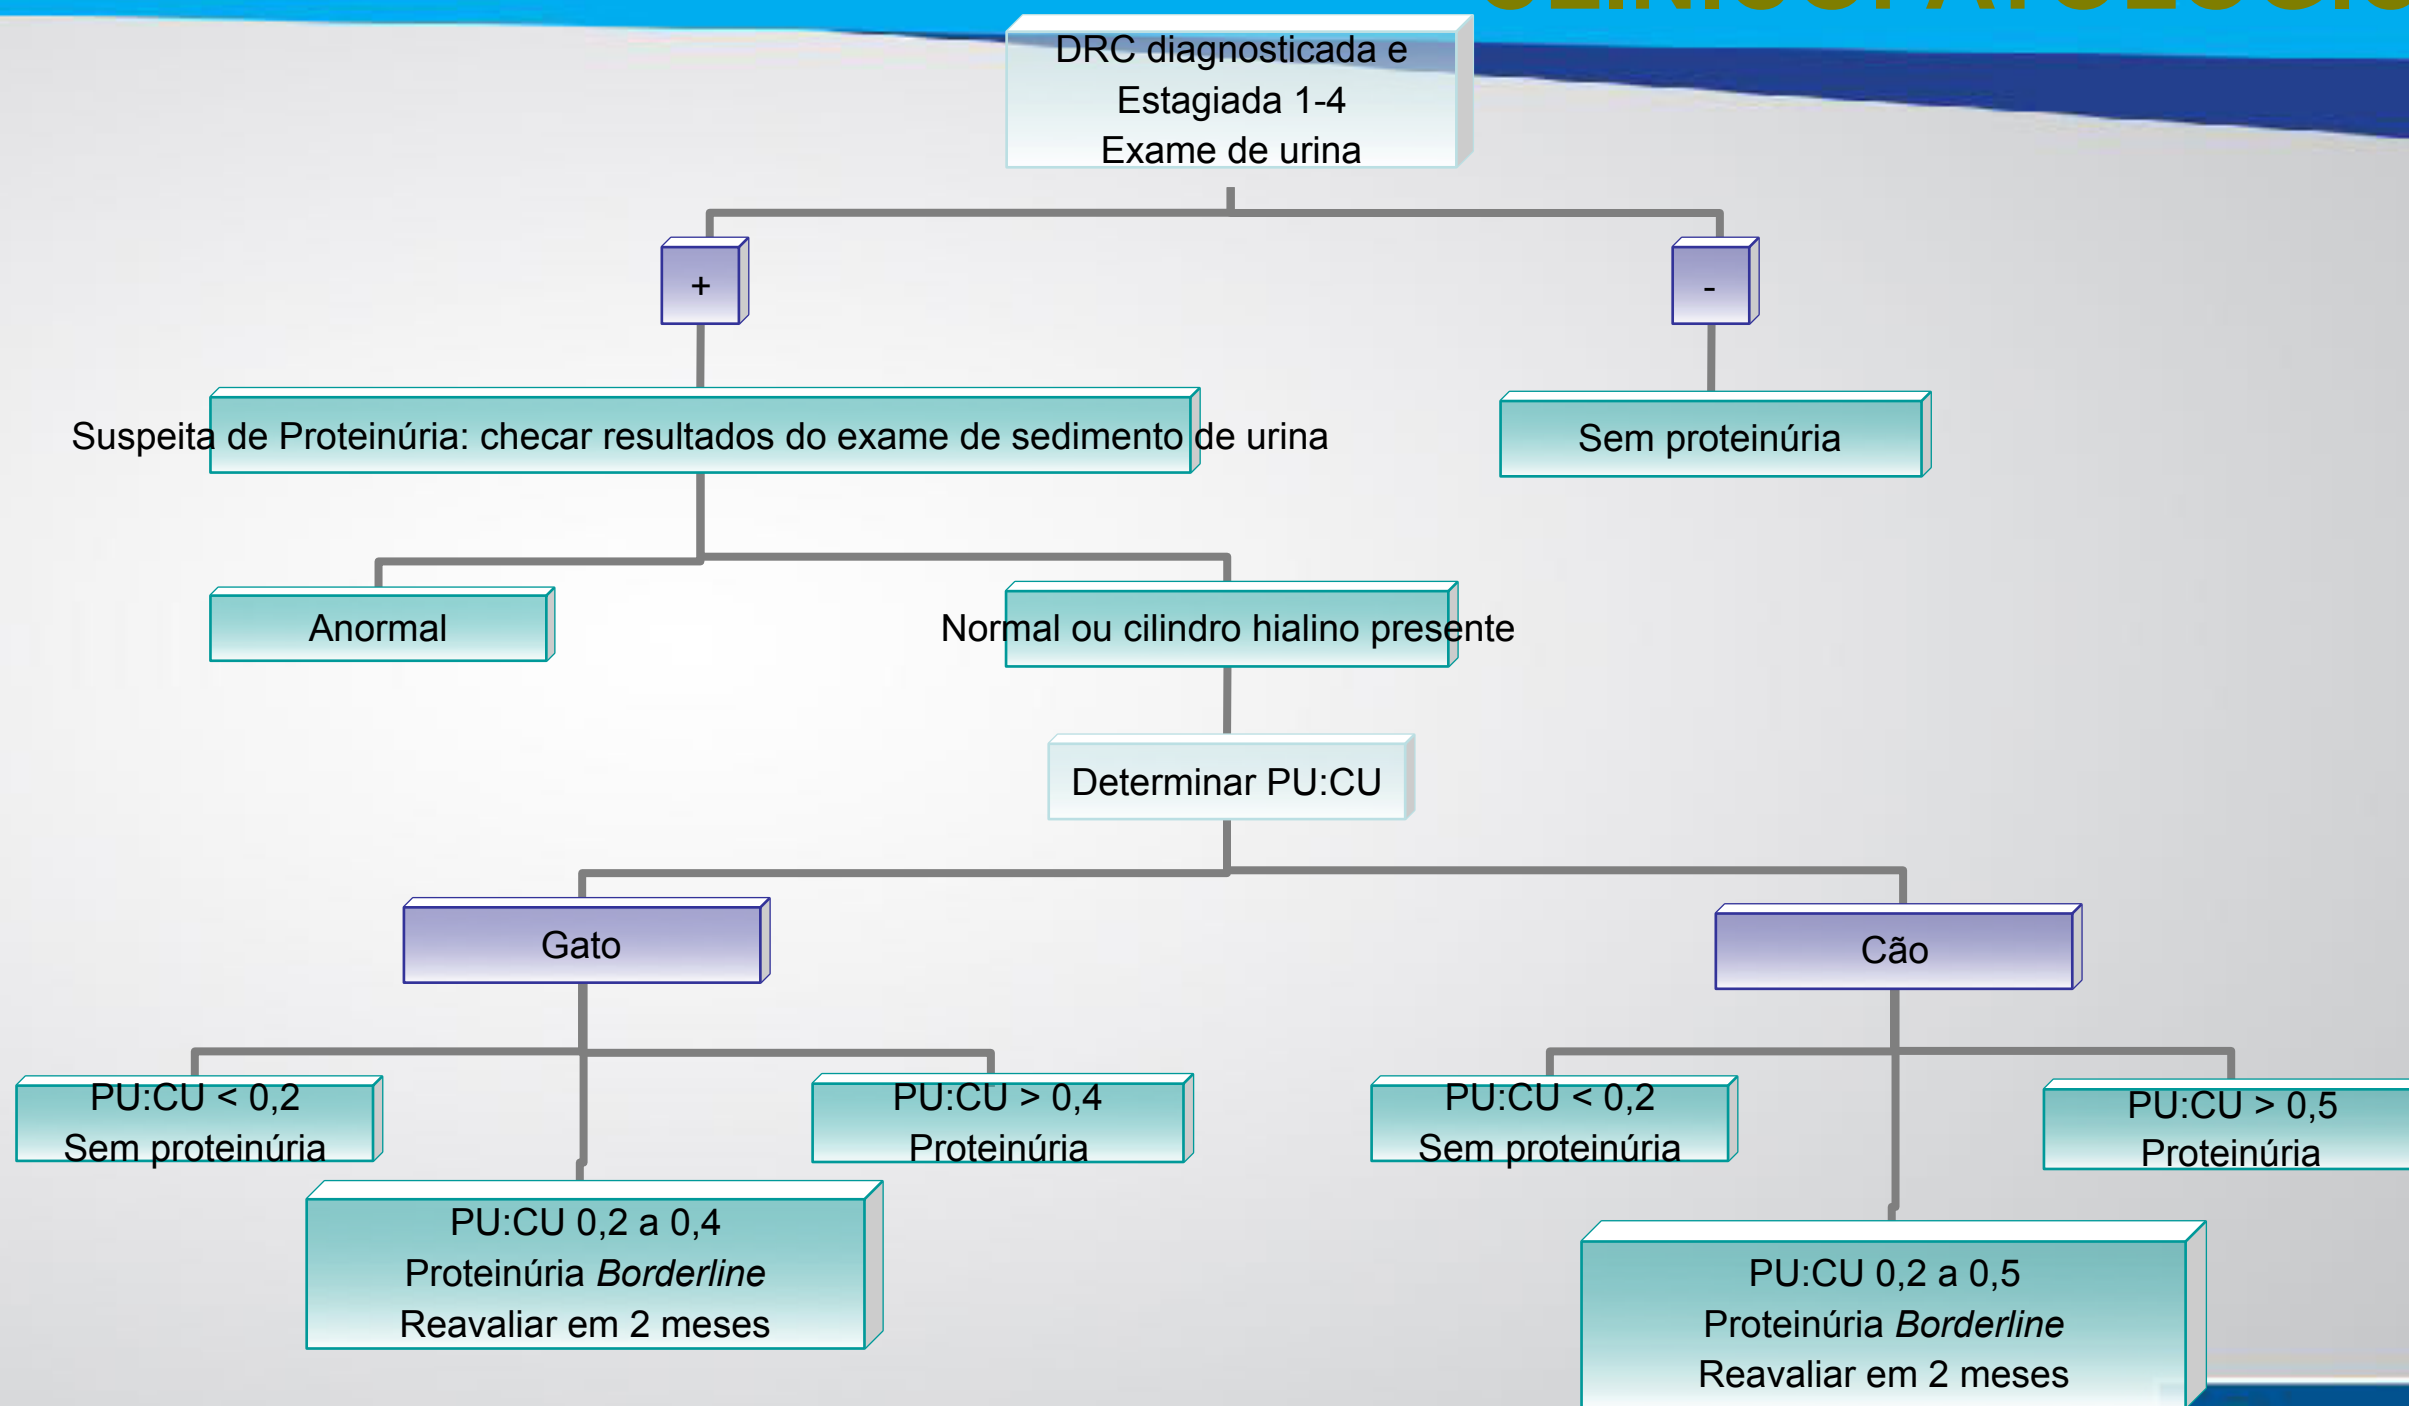 DRC diagnosticada e
Estagiada 1-4
Exame de urina
+
-
Suspeita de Proteinúria: checar resultados do exame de sedimento de urina
Sem proteinúria
Anormal
Normal ou cilindro hialino presente
Determinar PU:CU
Gato
Cão
PU:CU < 0,2
Sem proteinúria
PU:CU > 0,4
Proteinúria
PU:CU < 0,2
Sem proteinúria
PU:CU > 0,5
Proteinúria
PU:CU 0,2 a 0,4
Proteinúria Borderline
Reavaliar em 2 meses
PU:CU 0,2 a 0,5
Proteinúria Borderline
Reavaliar em 2 meses